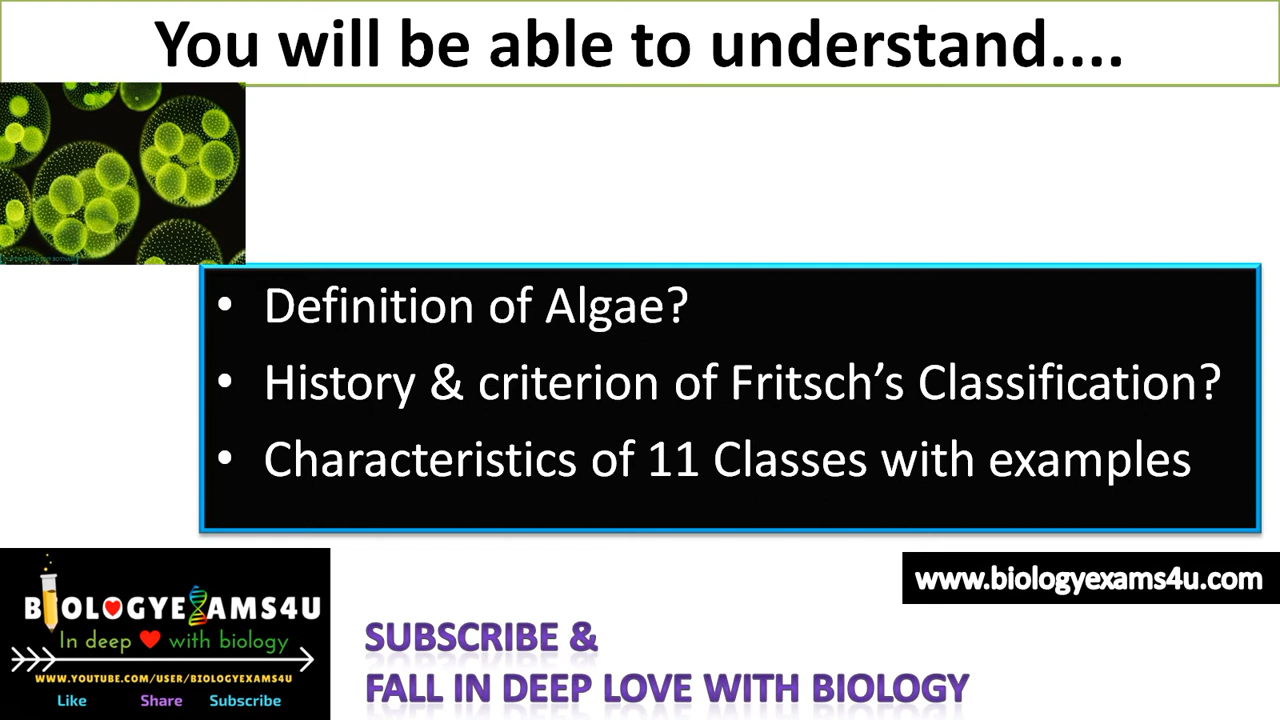 You will be able to understand....
• Definition of Algae?
• History & criterion of Fritsch’s Classification?
• Characteristics of 11 Classes with examples
www.biologyexams4u.com
BIOLOGYEXAMS4U
In deep ❤ with biology
WWW.YOUTUBE.COM/USER/BIOLOGYEXAMS4U
Like Share Subscribe
SUBSCRIBE &
FALL IN DEEP LOVE WITH BIOLOGY